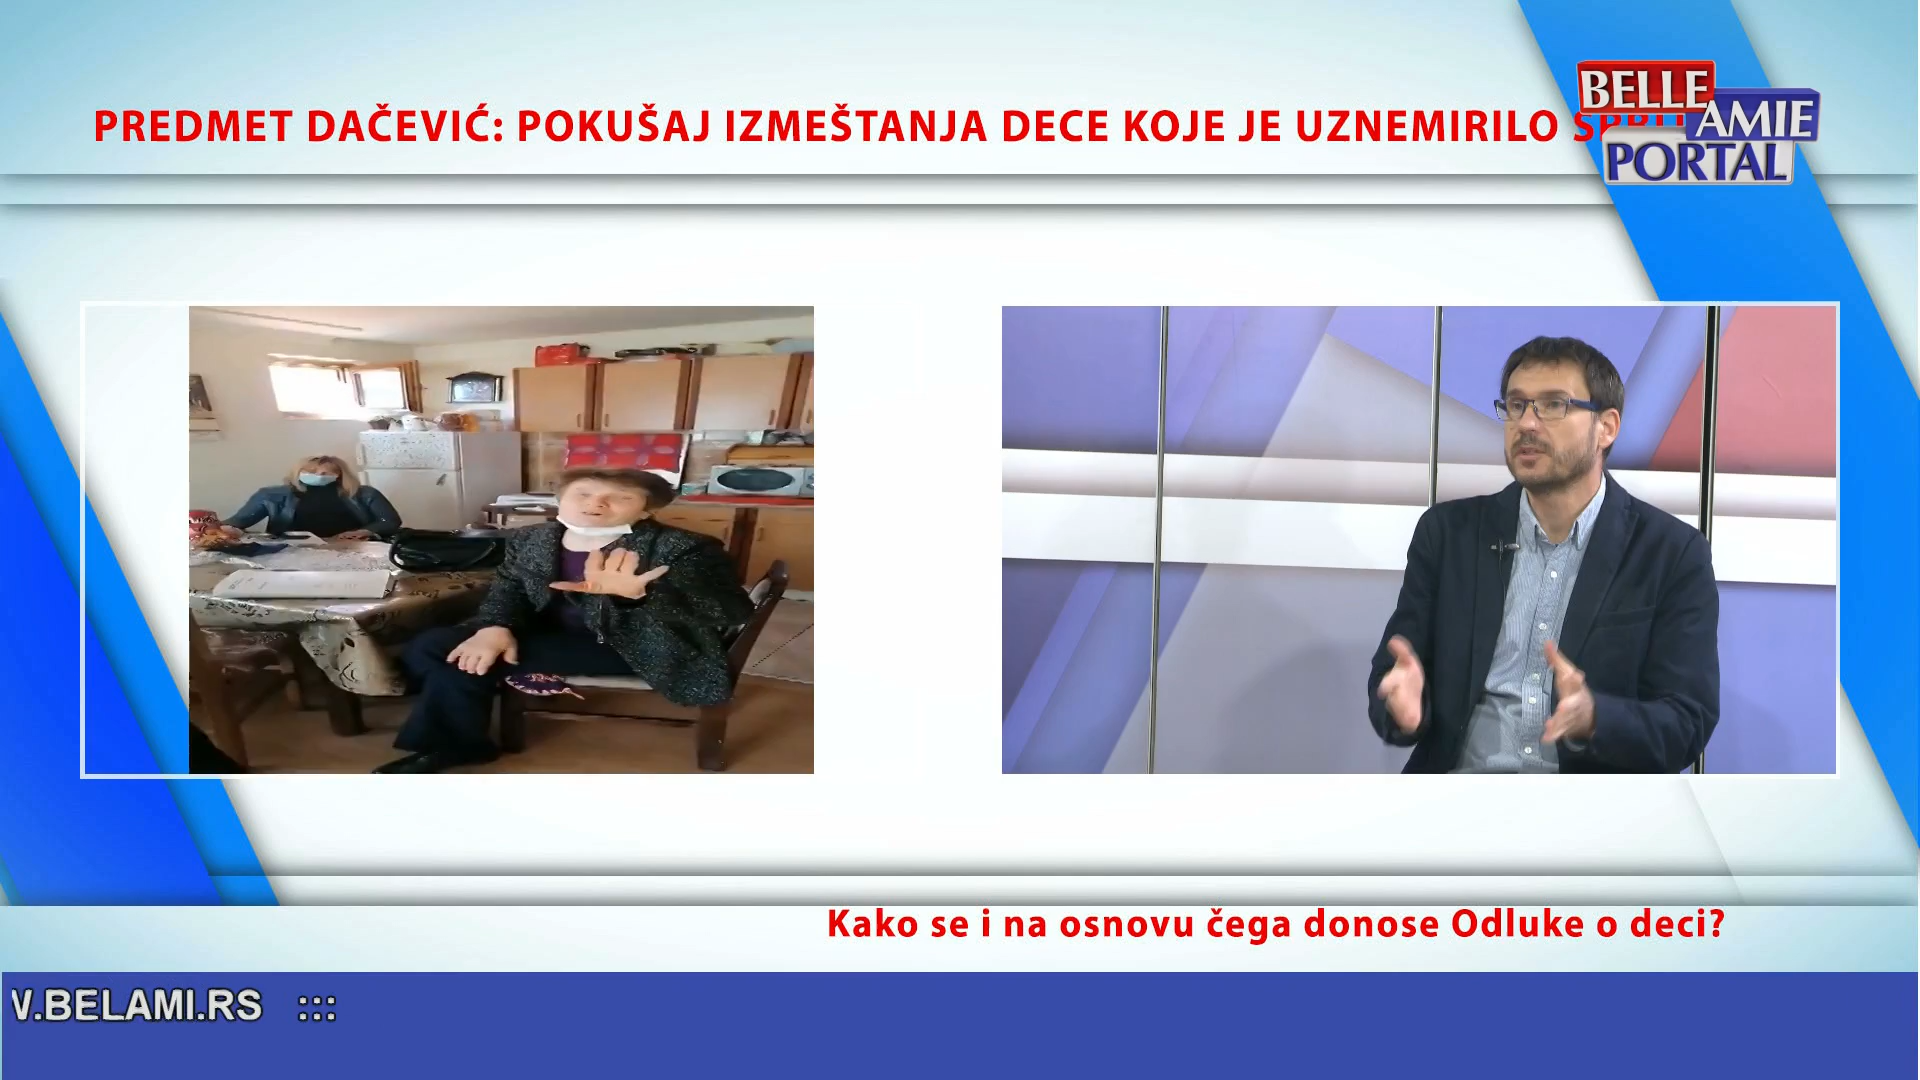 PREDMET DAČEVIĆ: POKUŠAJ IZMEŠTANJA DECE KOJE JE UZNEMIRILO
BELLE
AMIE
PORTAL
Kako se i na osnovu čega donose Odluke o deci?
.BELAMI.RS :::